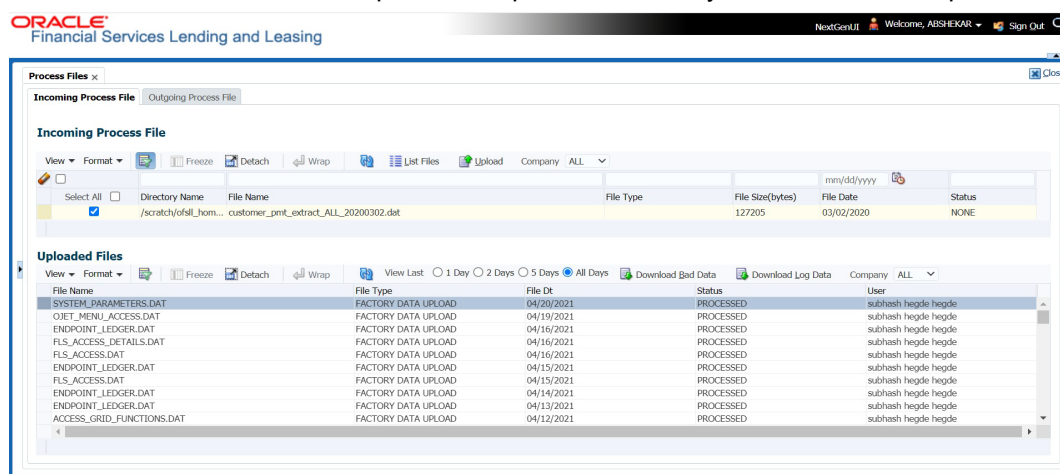 ORACLE®
Financial Services Lending and Leasing
NextGenUI Welcome, ABSHEKAR Sign Out
Process Files x
Clos
Incoming Process File Outgoing Process File
Incoming Process File
View Format Freeze Detach Wrap List Files Upload Company ALL
mm/dd/yyyy
Select All Directory Name File Name File Type File Size(bytes) File Date Status
/scratch/ofsll_hom... customer_pmt_extract_ALL_20200302.dat 127205 03/02/2020 NONE
Uploaded Files
View Format Freeze Detach Wrap View Last 1 Day 2 Days 5 Days All Days Download Bad Data Download Log Data Company ALL
File Name File Type File Dt Status User
SYSTEM_PARAMETERS.DAT FACTORY DATA UPLOAD 04/20/2021 PROCESSED subhash hegde hegde
OJET_MENU_ACCESS.DAT FACTORY DATA UPLOAD 04/19/2021 PROCESSED subhash hegde hegde
ENDPOINT_LEDGER.DAT FACTORY DATA UPLOAD 04/16/2021 PROCESSED subhash hegde hegde
FLS_ACCESS_DETAILS.DAT FACTORY DATA UPLOAD 04/16/2021 PROCESSED subhash hegde hegde
FLS_ACCESS.DAT FACTORY DATA UPLOAD 04/16/2021 PROCESSED subhash hegde hegde
ENDPOINT_LEDGER.DAT FACTORY DATA UPLOAD 04/15/2021 PROCESSED subhash hegde hegde
FLS_ACCESS.DAT FACTORY DATA UPLOAD 04/15/2021 PROCESSED subhash hegde hegde
ENDPOINT_LEDGER.DAT FACTORY DATA UPLOAD 04/14/2021 PROCESSED subhash hegde hegde
ENDPOINT_LEDGER.DAT FACTORY DATA UPLOAD 04/13/2021 PROCESSED subhash hegde hegde
ACCESS_GRID_FUNCTIONS.DAT FACTORY DATA UPLOAD 04/12/2021 PROCESSED subhash hegde hegde